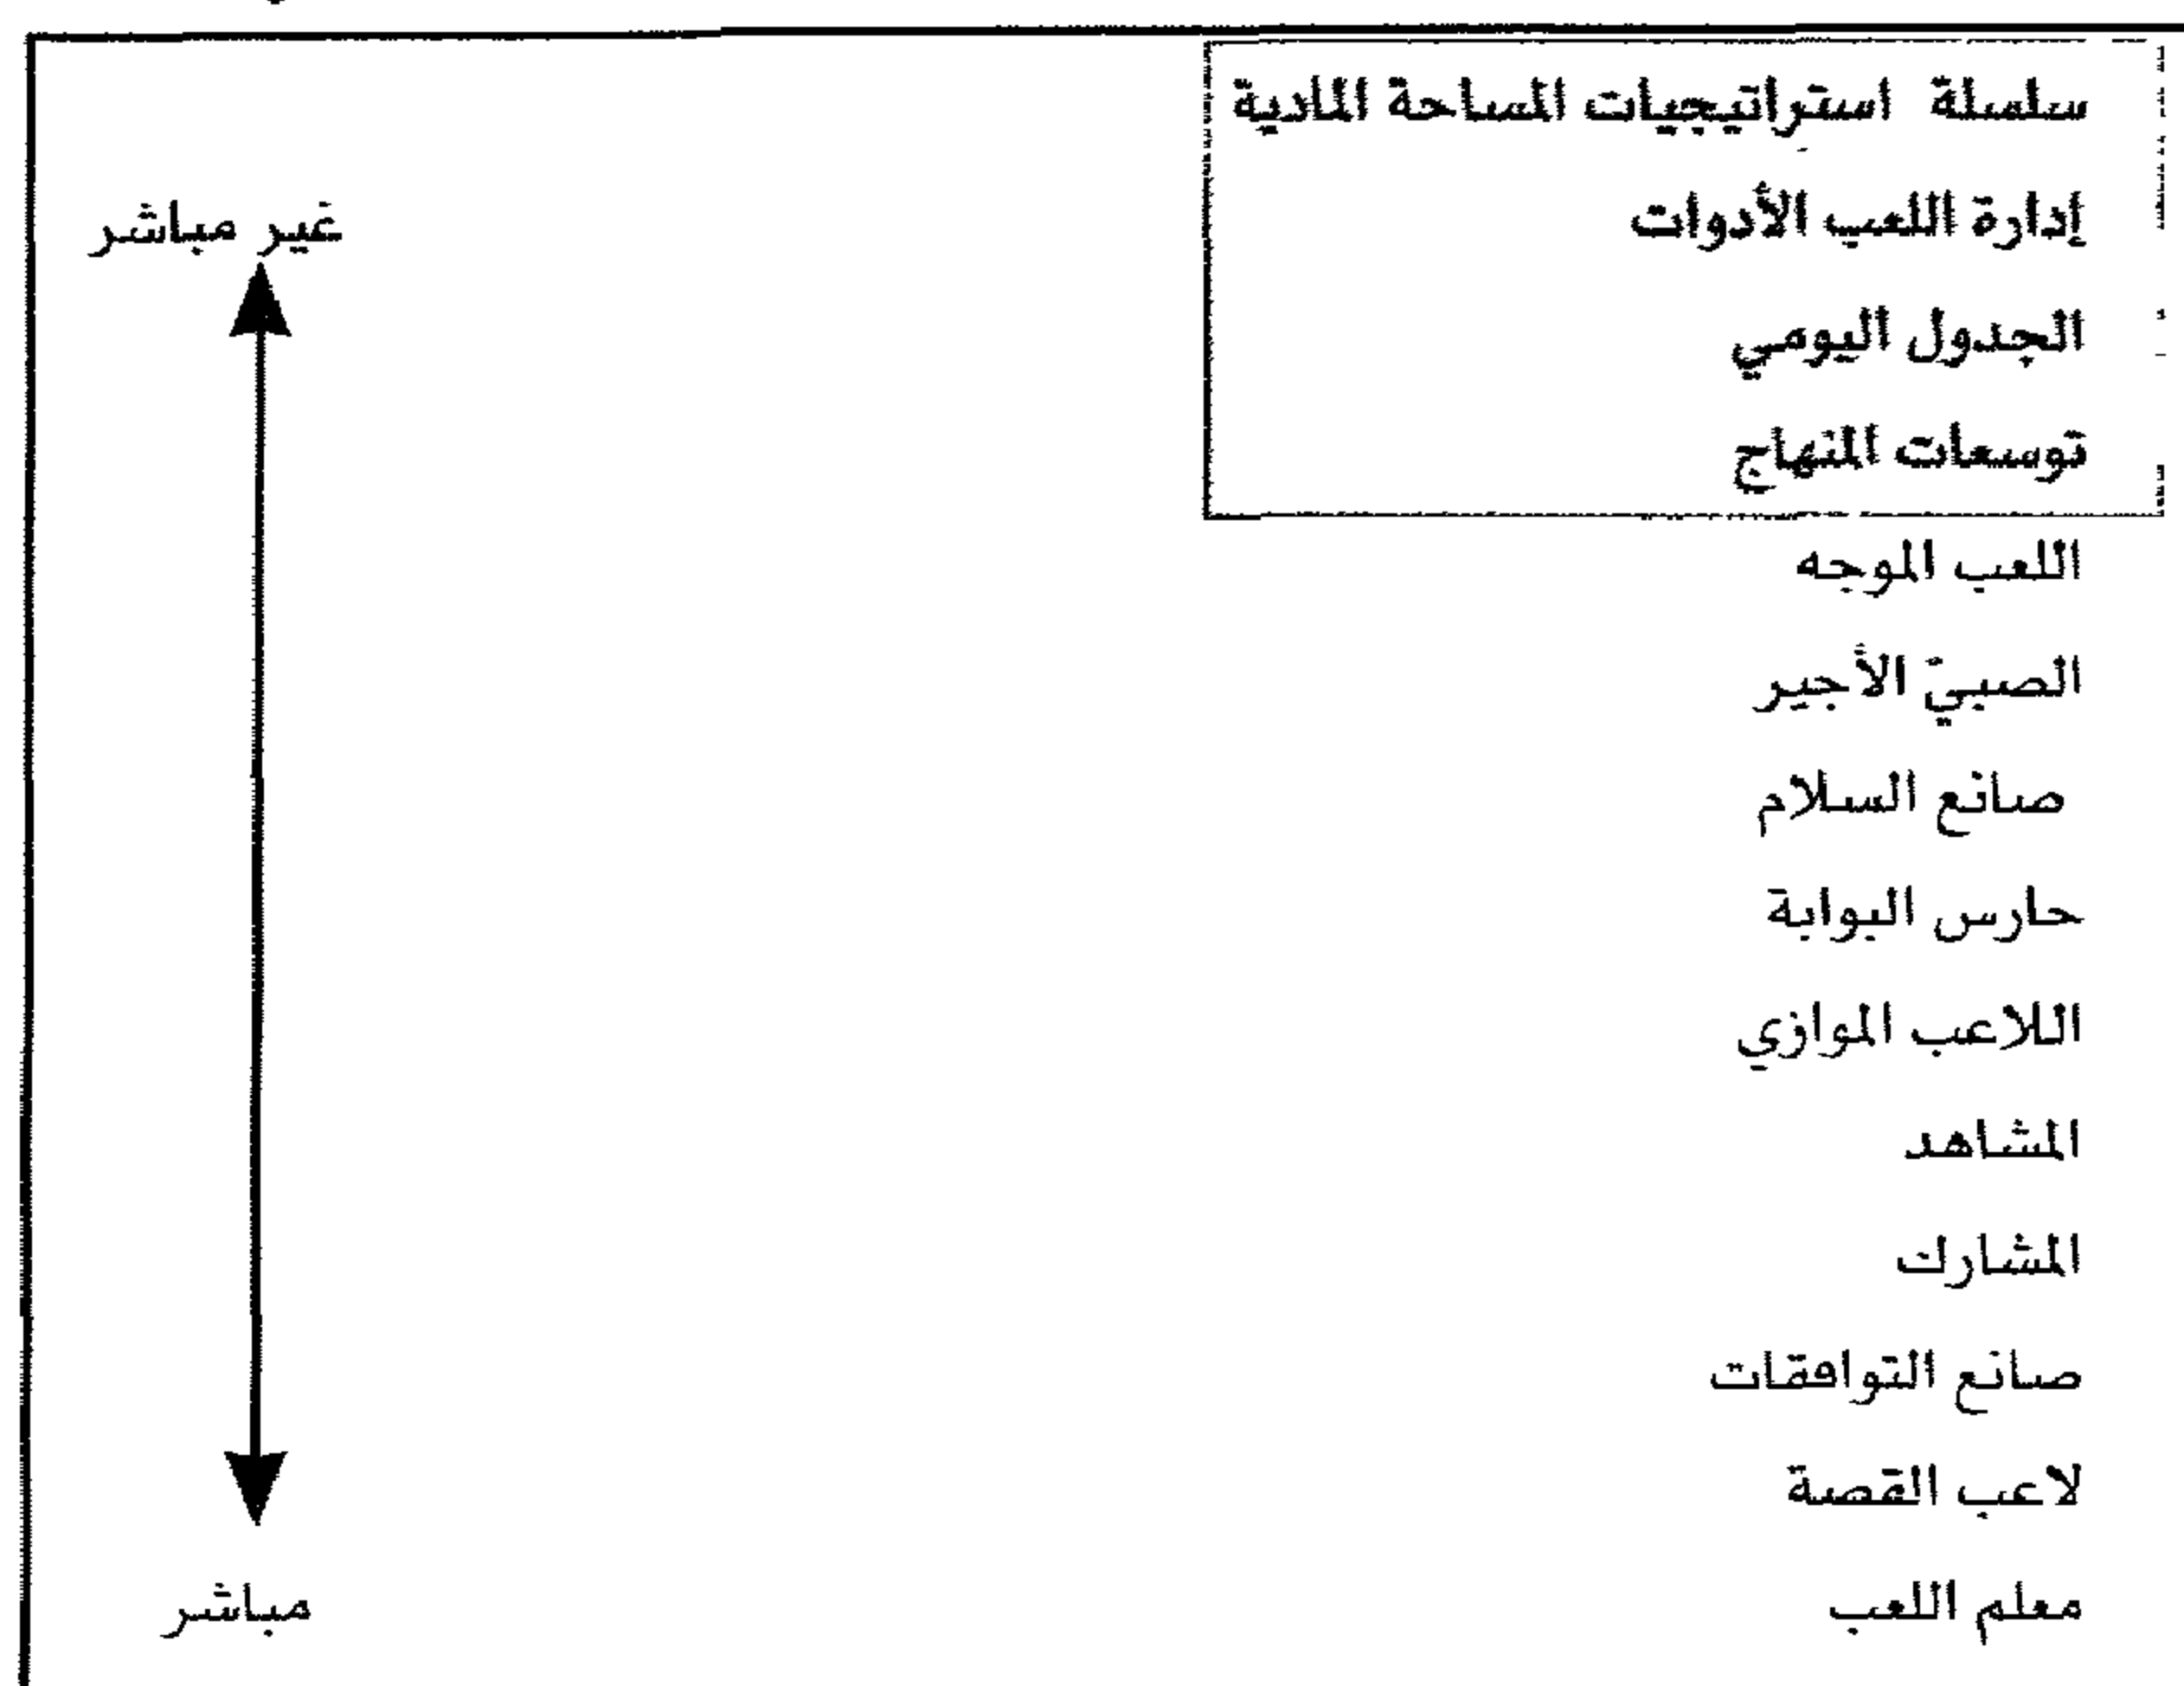 سلسلة استراتيجيات المساحة المادية
غير مباشر
إدارة اللعب الأدوات
الجدول اليومي
توسعات المنهاج
اللعب الموجه
الصبيّ الأجير
صانع السلام
حارس البوابة
اللاعب الموازي
المشاهد
المشارك
صانع التوافقات
لاعب القصة
معلم اللعب
مباشر